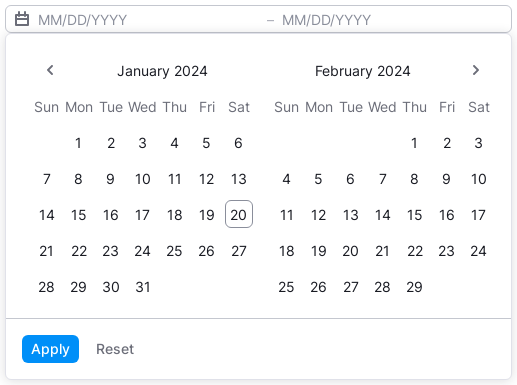 MM/DD/YYYY – MM/DD/YYYY
January 2024 February 2024
Sun Mon Tue Wed Thu Fri Sat Sun Mon Tue Wed Thu Fri Sat
1 2 3 4 5 6 1 2 3
7 8 9 10 11 12 13 4 5 6 7 8 9 10
14 15 16 17 18 19 20 11 12 13 14 15 16 17
21 22 23 24 25 26 27 18 19 20 21 22 23 24
28 29 30 31 25 26 27 28 29
Apply Reset